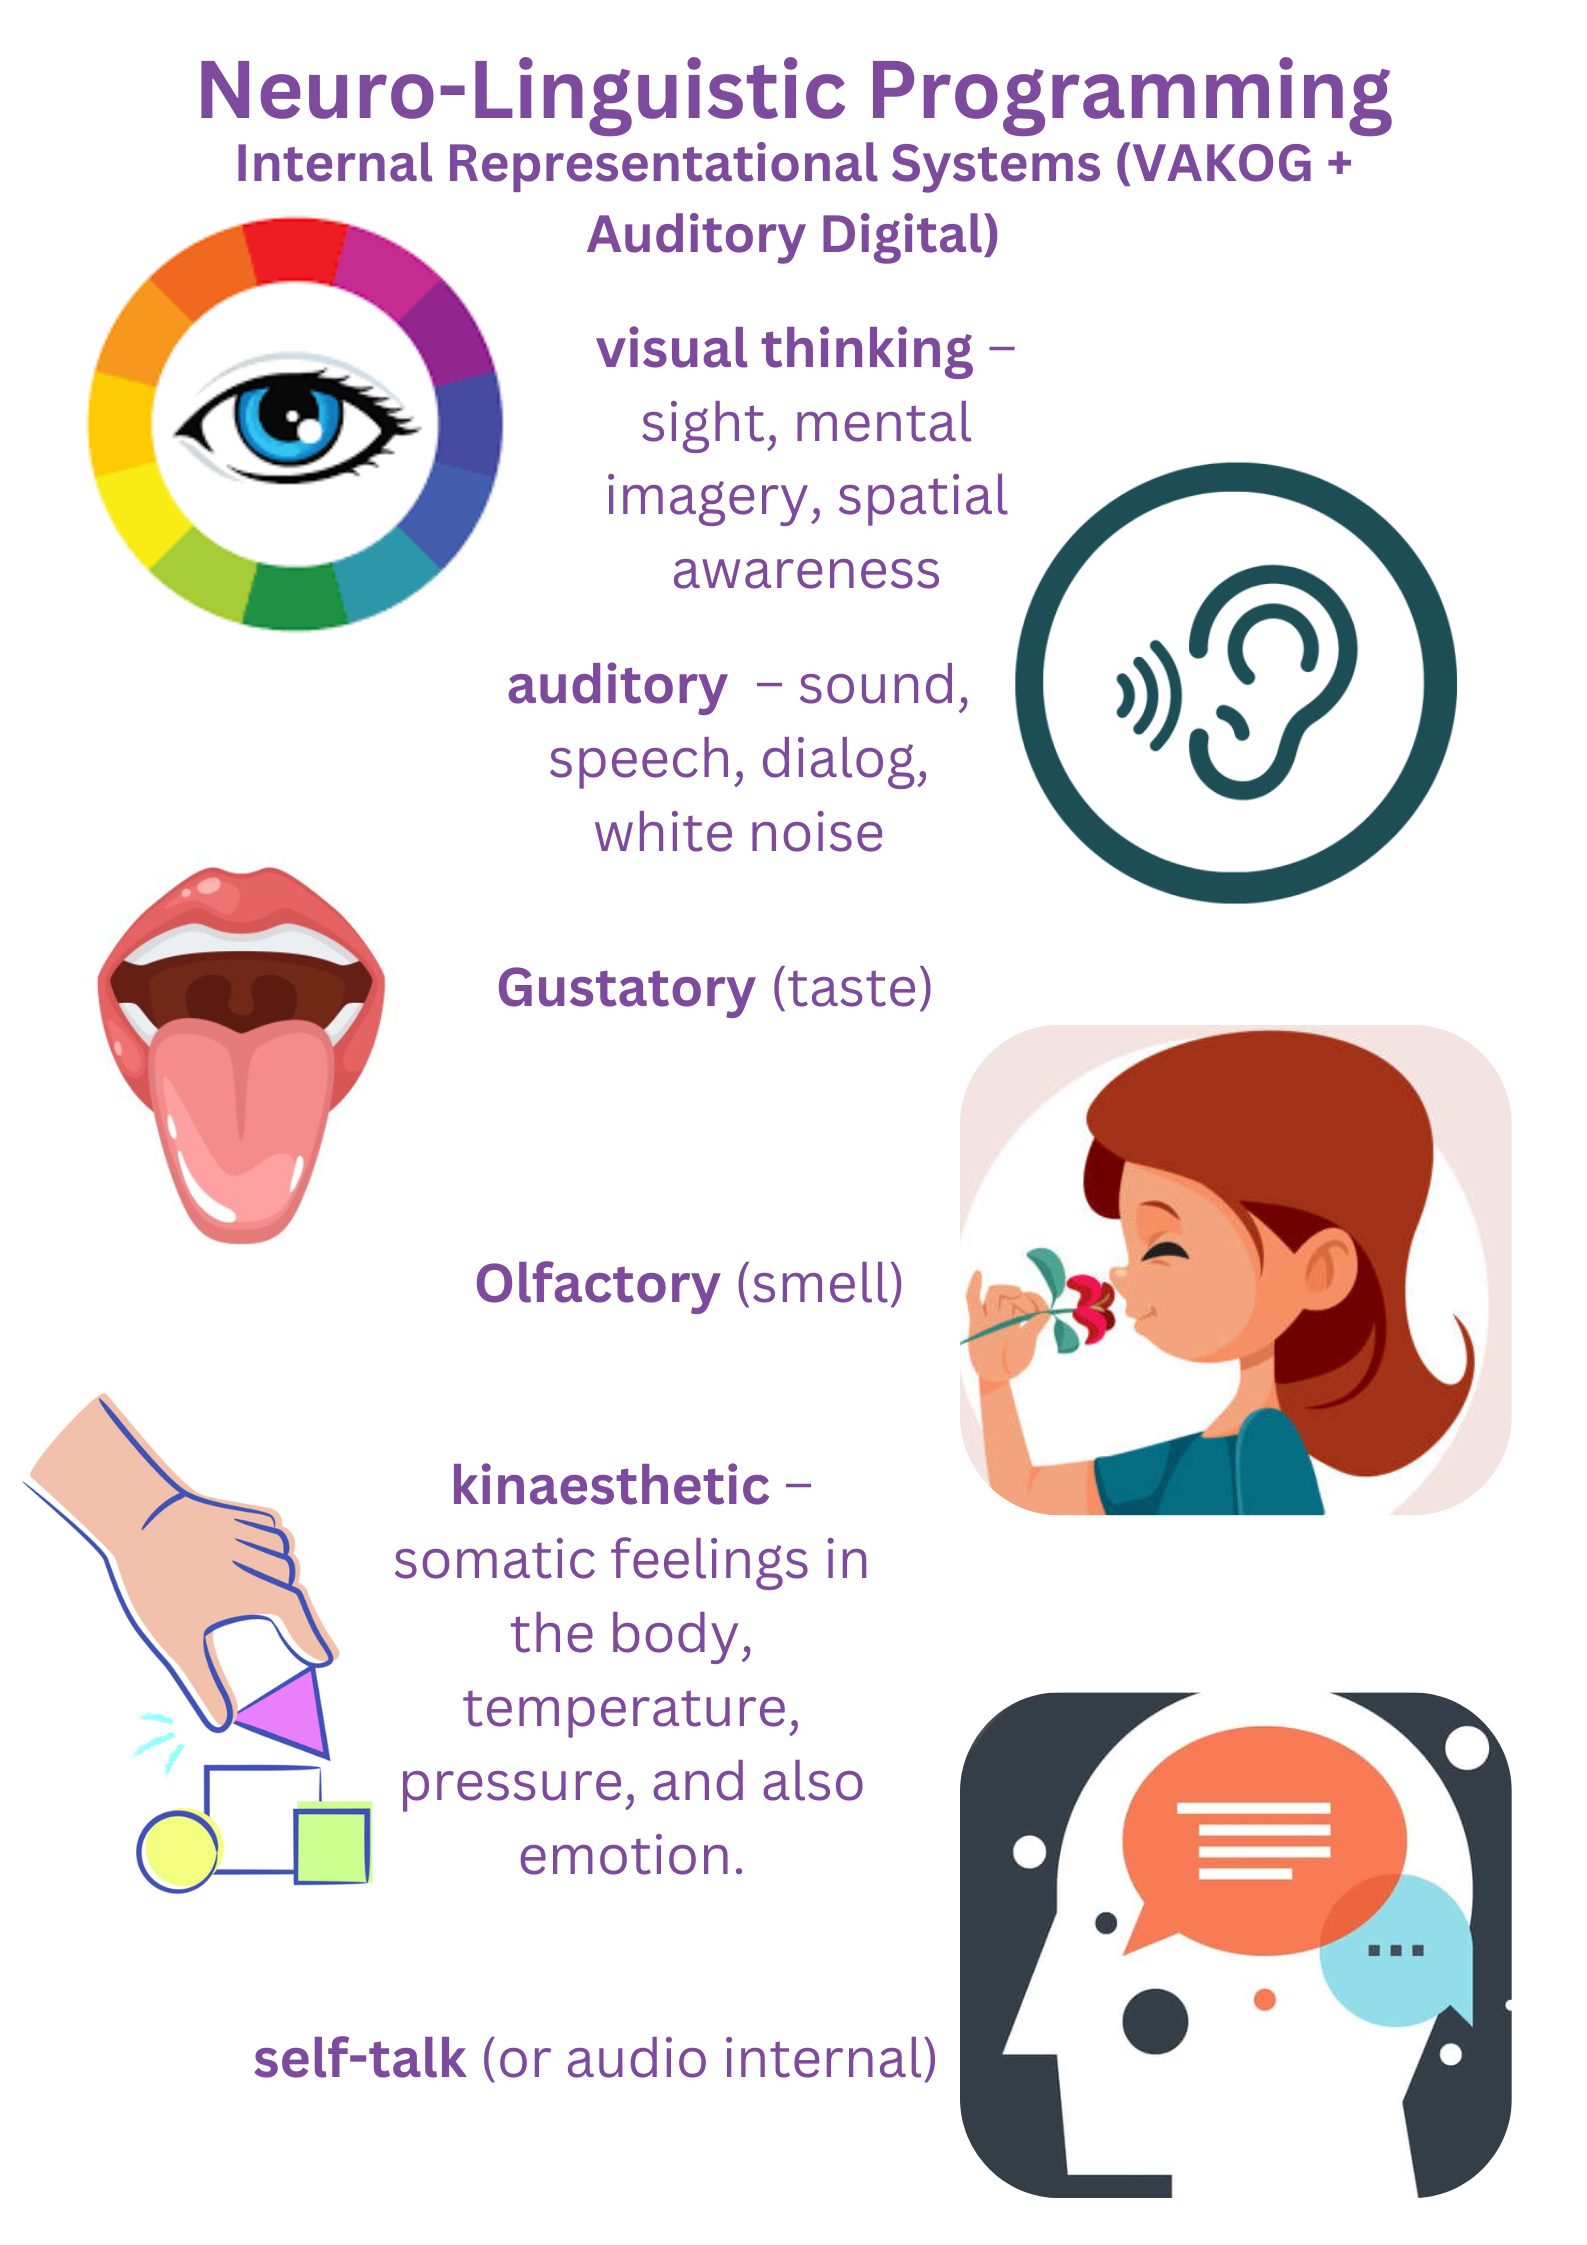 Neuro-Linguistic Programming
Internal Representational Systems (VAKOG +
Auditory Digital)
visual thinking –
sight, mental
imagery, spatial
awareness
auditory  – sound,
speech, dialog,
white noise
Gustatory (taste)
Olfactory (smell)
kinaesthetic –
somatic feelings in
the body,
temperature,
pressure, and also
emotion.
self-talk (or audio internal)